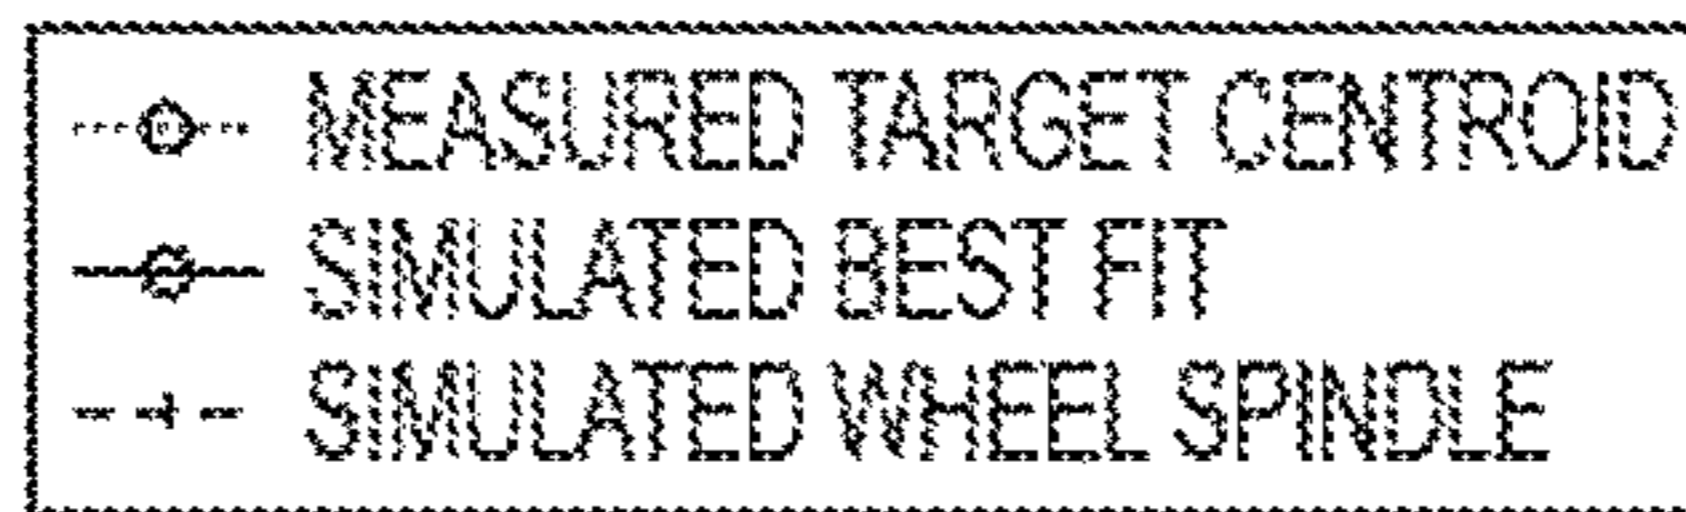 MEASURED TARGET CENTROID
SIMULATED BEST FIT
SIMULATED WHEEL SPINDLE